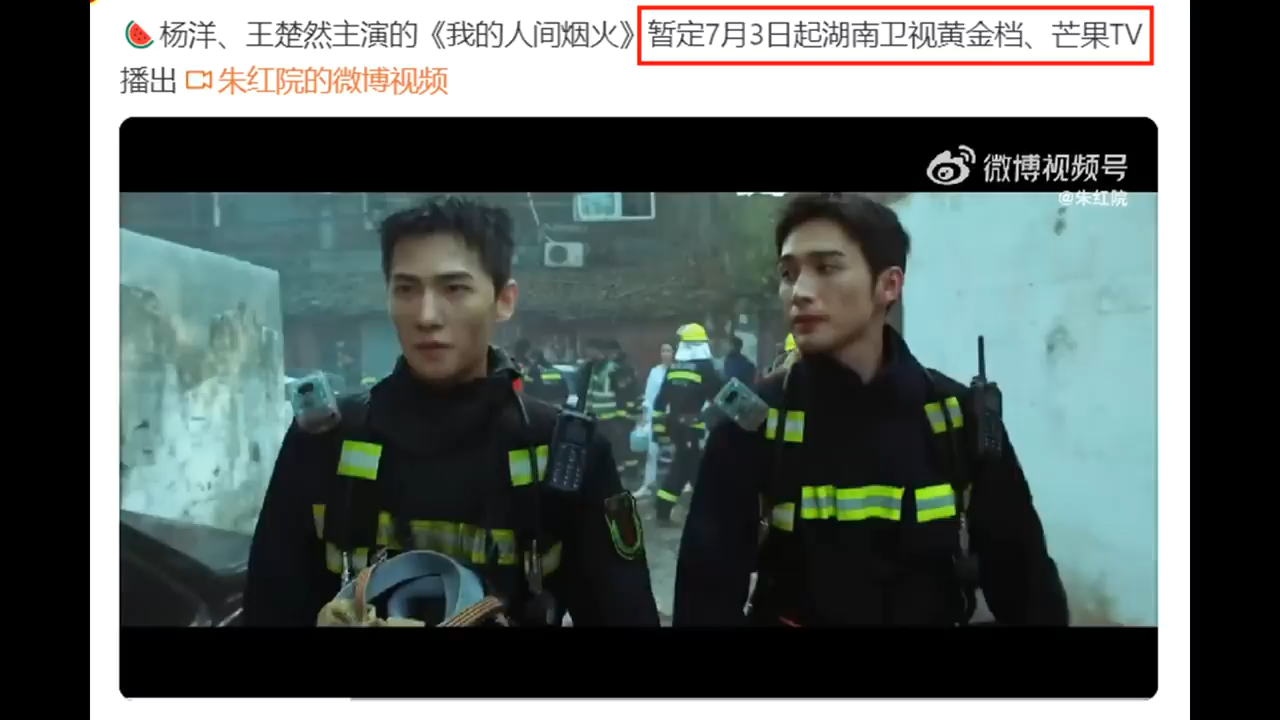 杨洋、王楚然主演的《我的人间烟火》暂定7月3日起湖南卫视黄金档、芒果TV
播出 朱红院的微博视频
微博视频号
@朱红院